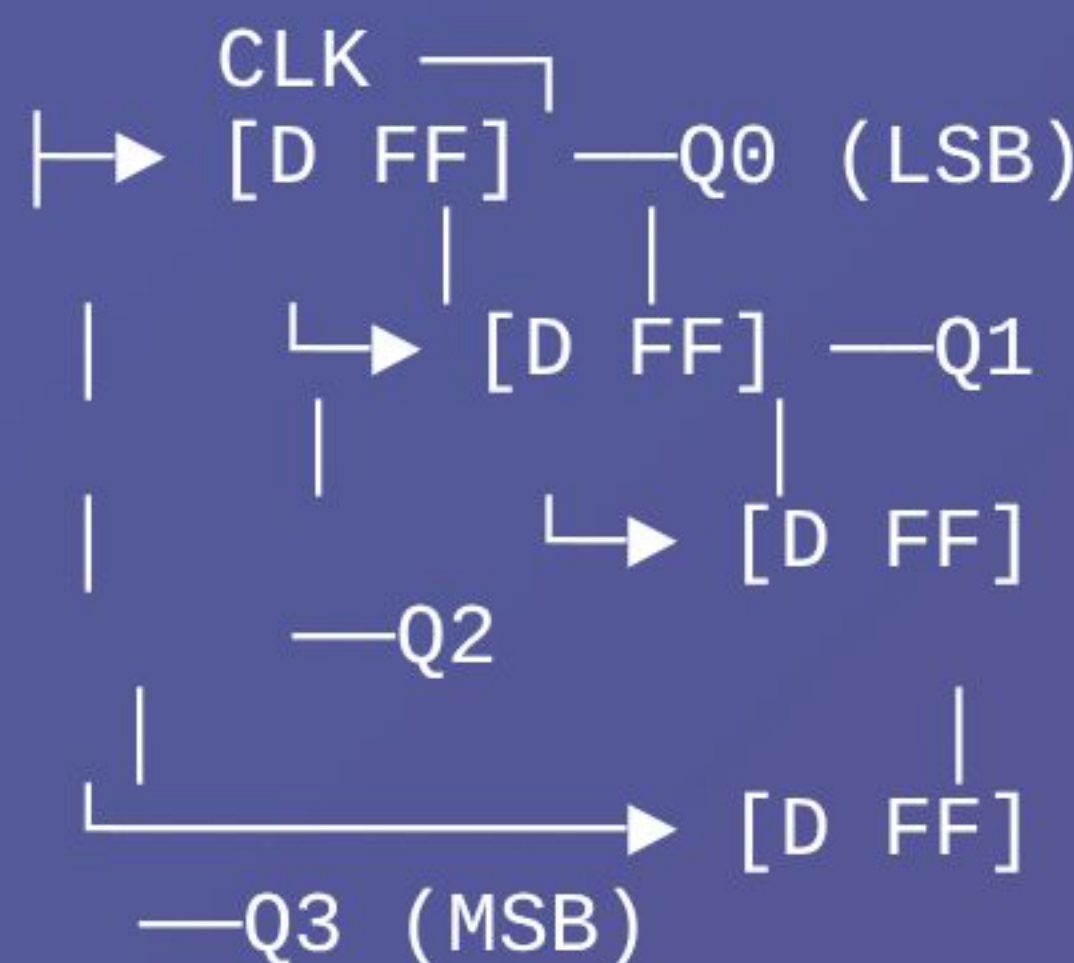 CLK
[D FF] Q0 (LSB)
[D FF] Q1
[D FF]
Q2
[D FF]
Q3 (MSB)